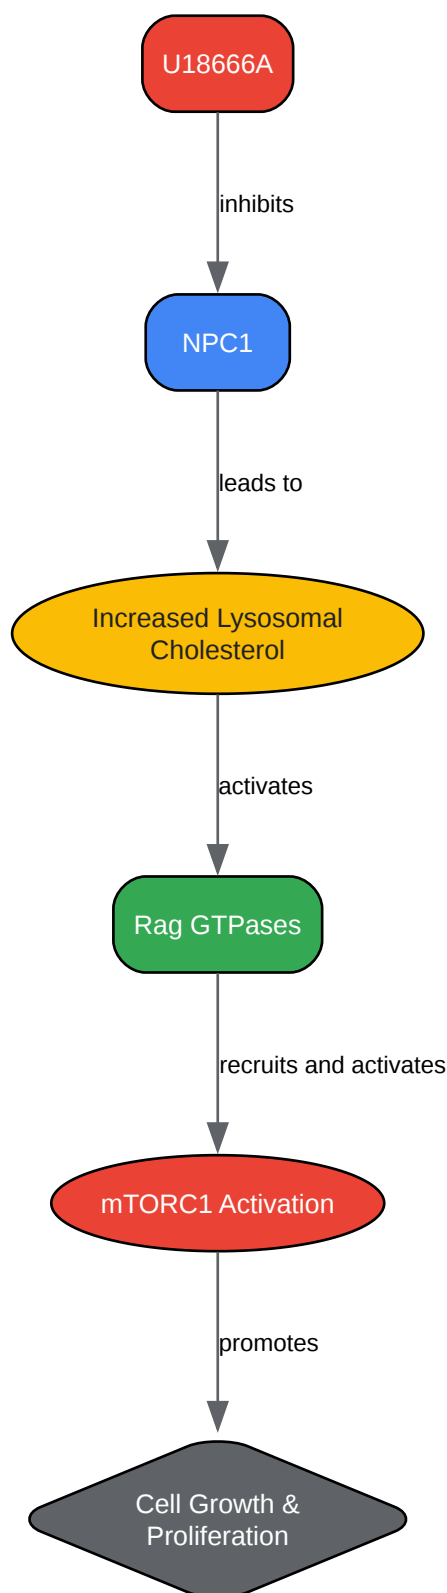 U18666A
inhibits
NPC1
leads to
Increased Lysosomal
Cholesterol
activates
Rag GTPases
recruits and activates
mTORC1 Activation
promotes
Cell Growth &
Proliferation